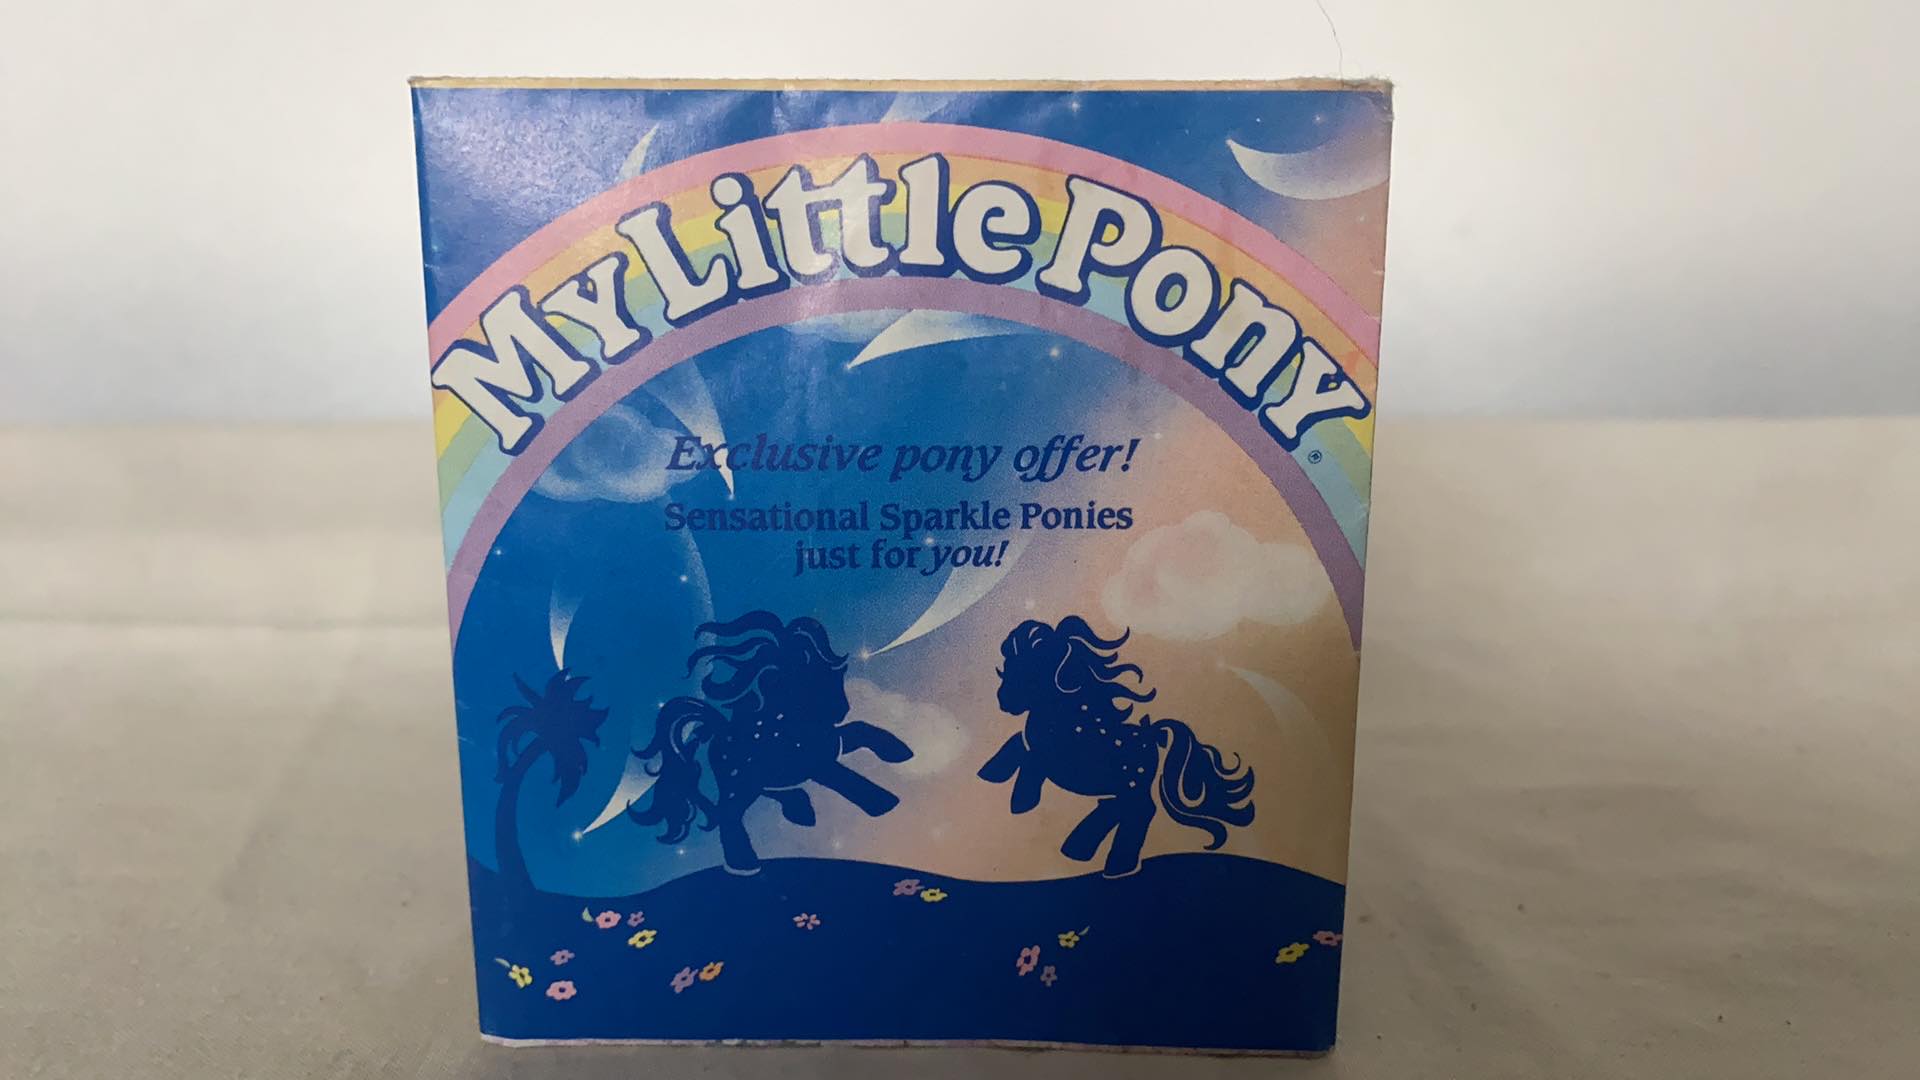 My Little Pony®
Exclusive pony offer!
Sensational Sparkle Ponies
just for you!